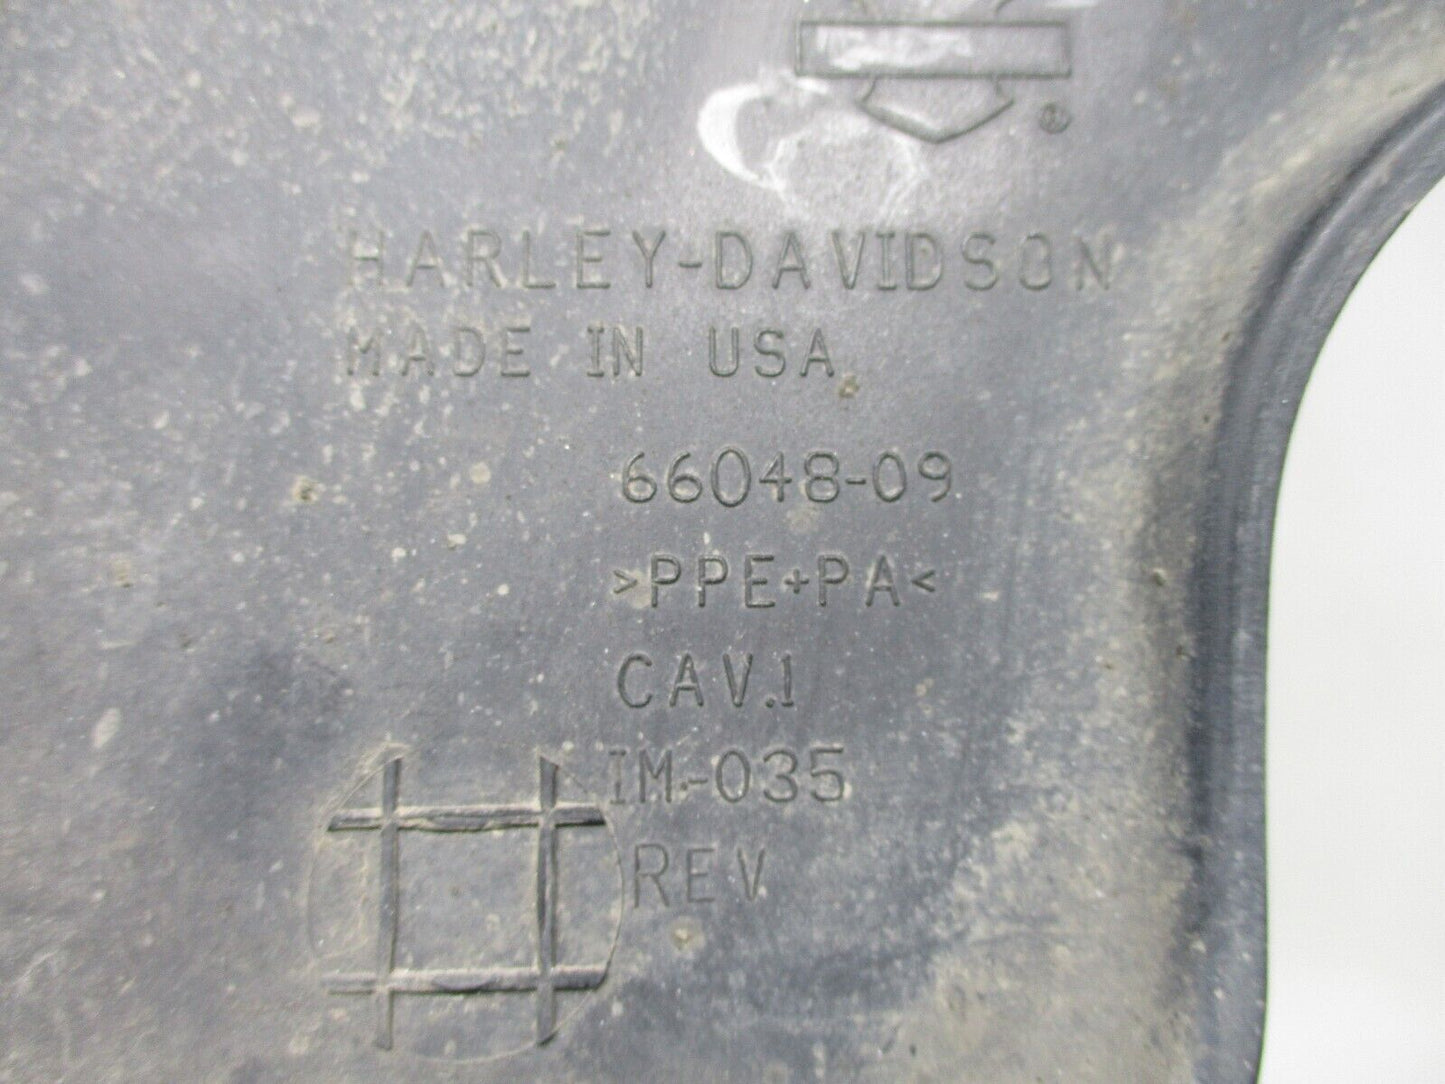 ®
HARLEY-DAVIDSON
MADE IN USA
66048-09
>PPE+PA<
CAV.1
IM-035
REV